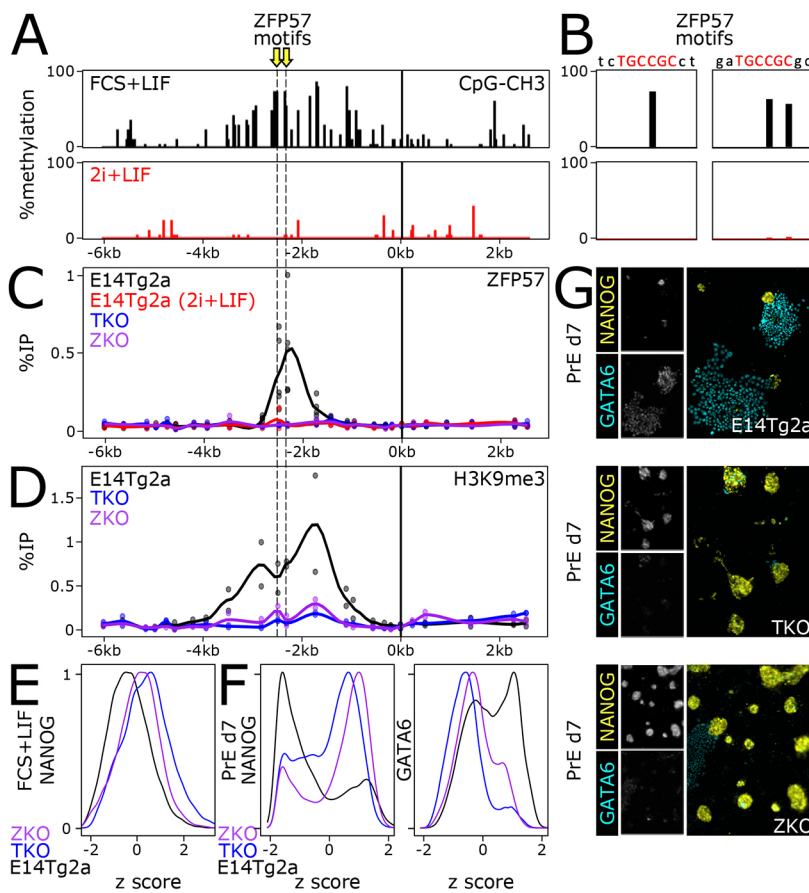 A
ZFP57
motifs
B
ZFP57
motifs
tcTGCCGCct
gaTGCCGCgc
%methylation
100
FCS+LIF
CpG-CH3
0
100
2i+LIF
0
-6kb
-4kb
-2kb
0kb
2kb
100
0
100
0
C
E14Tg2a
E14Tg2a (2i+LIF)
TKO
ZKO
ZFP57
%IP
1
0.5
0
-6kb
-4kb
-2kb
0kb
2kb
D
E14Tg2a
TKO
ZKO
H3K9me3
%IP
1.5
1
0.5
0
-6kb
-4kb
-2kb
0kb
2kb
E
FCS+LIF
NANOG
1
0
ZKO
TKO
E14Tg2a
-2
0
2
z score
F
PrE d7
NANOG
1
0
ZKO
TKO
E14Tg2a
-2
0
2
z score
GATA6
-2
0
2
z score
G
PrE d7
NANOG
GATA6
E14Tg2a
PrE d7
NANOG
GATA6
TKO
PrE d7
NANOG
GATA6
ZKO